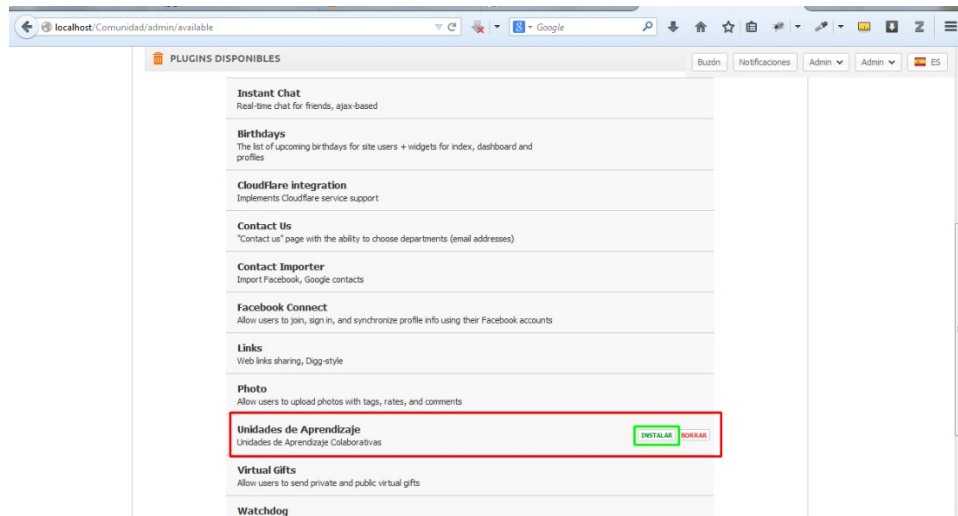 localhost/Comunidad/admin/available
Google
PLUGINS DISPONIBLES
Buzón
Notificaciones
Admin
Admin
ES
Instant Chat
Real-time chat for friends, ajax-based
Birthdays
The list of upcoming birthdays for site users + widgets for index, dashboard and
profiles
CloudFlare integration
Implements Cloudflare service support
Contact Us
"Contact us" page with the ability to choose departments (email addresses)
Contact Importer
Import Facebook, Google contacts
Facebook Connect
Allow users to join, sign in, and synchronize profile info using their Facebook accounts
Links
Web links sharing, Digg-style
Photo
Allow users to upload photos with tags, rates, and comments
Unidades de Aprendizaje
INSTALAR BORRAR
Unidades de Aprendizaje Colaborativas
Virtual Gifts
Allow users to send private and public virtual gifts
Watchdog